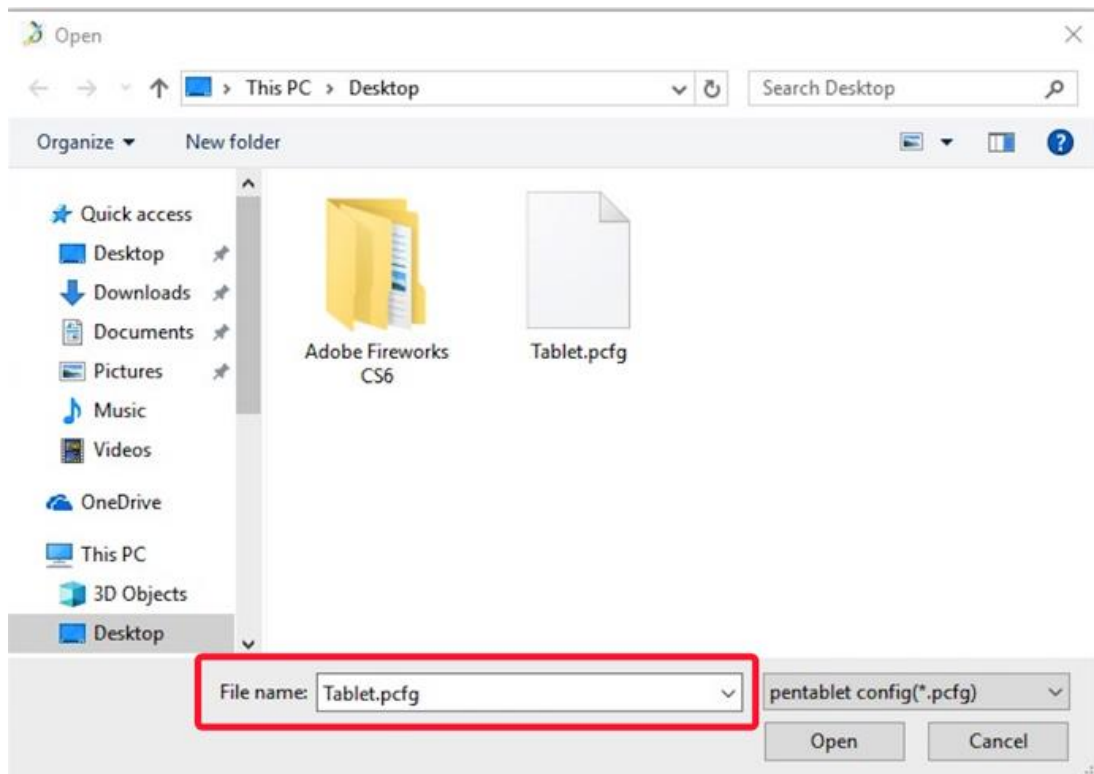 Open
This PC > Desktop
Search Desktop
Organize
New folder
Quick access
Desktop
Downloads
Documents
Pictures
Music
Videos
OneDrive
This PC
3D Objects
Desktop
Adobe Fireworks
CS6
Tablet.pcfg
File name: Tablet.pcfg
pentablet config(*.pcfg)
Open
Cancel